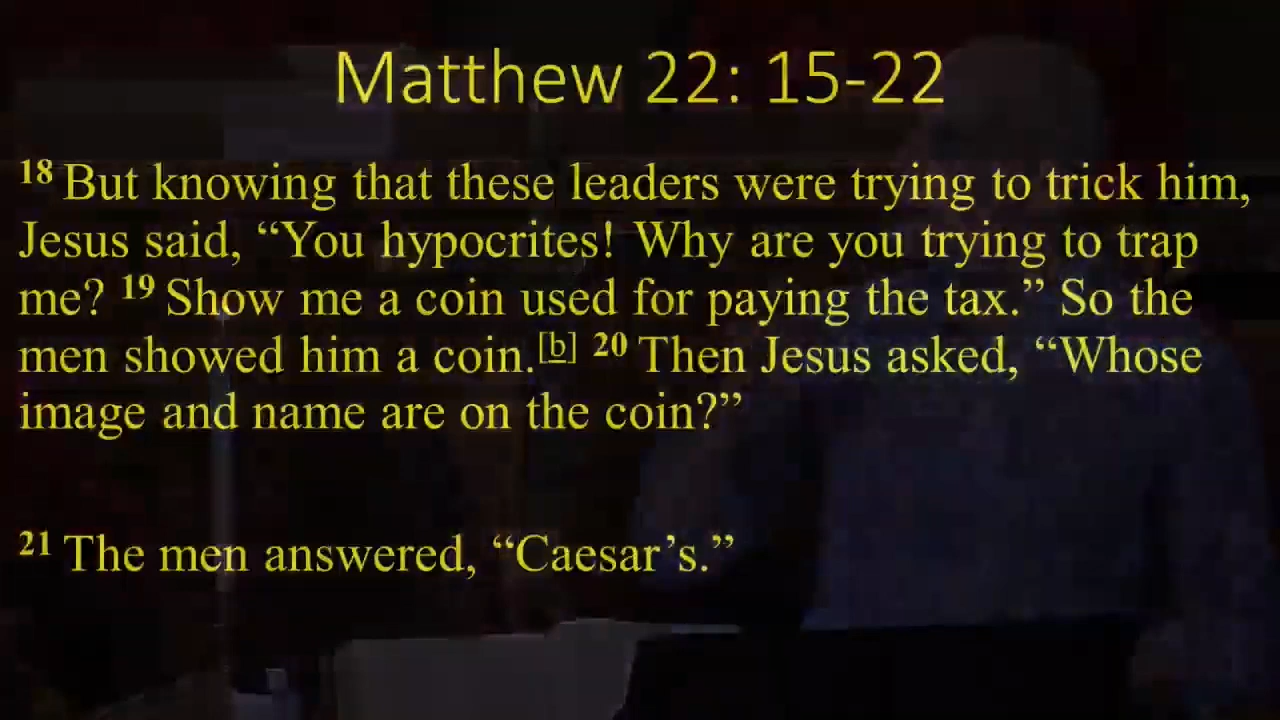 Matthew 22: 15-22
18 But knowing that these leaders were trying to trick him,
Jesus said, “You hypocrites! Why are you trying to trap
me? 19 Show me a coin used for paying the tax.” So the
men showed him a coin.[b] 20 Then Jesus asked, “Whose
image and name are on the coin?”
21 The men answered, “Caesar’s.”